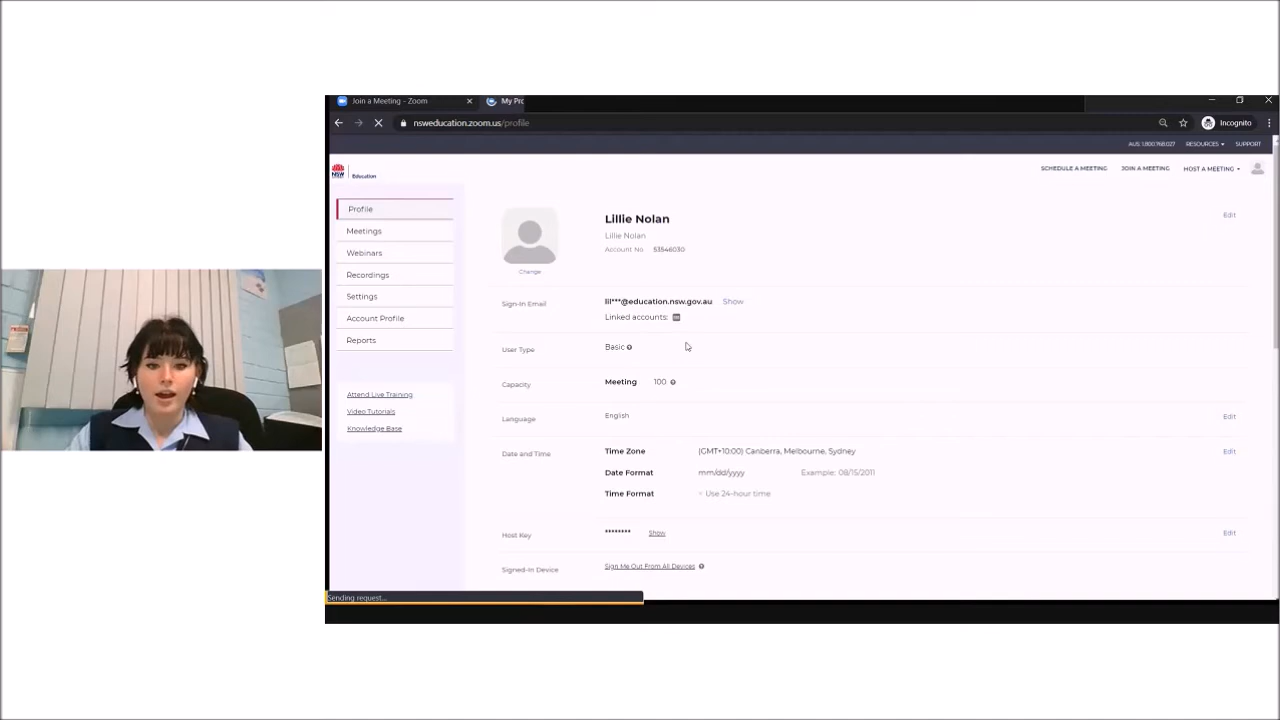 Join a Meeting - Zoom
My Pro
nsweducation.zoom.us/profile
Incognito
AUS: 1.800.768.027 RESOURCES SUPPORT
NSW Education
SCHEDULE A MEETING JOIN A MEETING HOST A MEETING
Profile
Meetings
Webinars
Recordings
Settings
Account Profile
Reports
Attend Live Training
Video Tutorials
Knowledge Base
Change
Lillie Nolan
Edit
Lillie Nolan
Account No 53546030
Sign-In Email lil***@education.nsw.gov.au Show
Linked accounts:
User Type Basic
Capacity Meeting 100
Language English Edit
Date and Time Time Zone (GMT+10:00) Canberra, Melbourne, Sydney Edit
Date Format mm/dd/yyyy Example: 08/15/2011
Time Format Use 24-hour time
Host Key ******** Show Edit
Signed-In Device Sign Me Out From All Devices
Sending request...